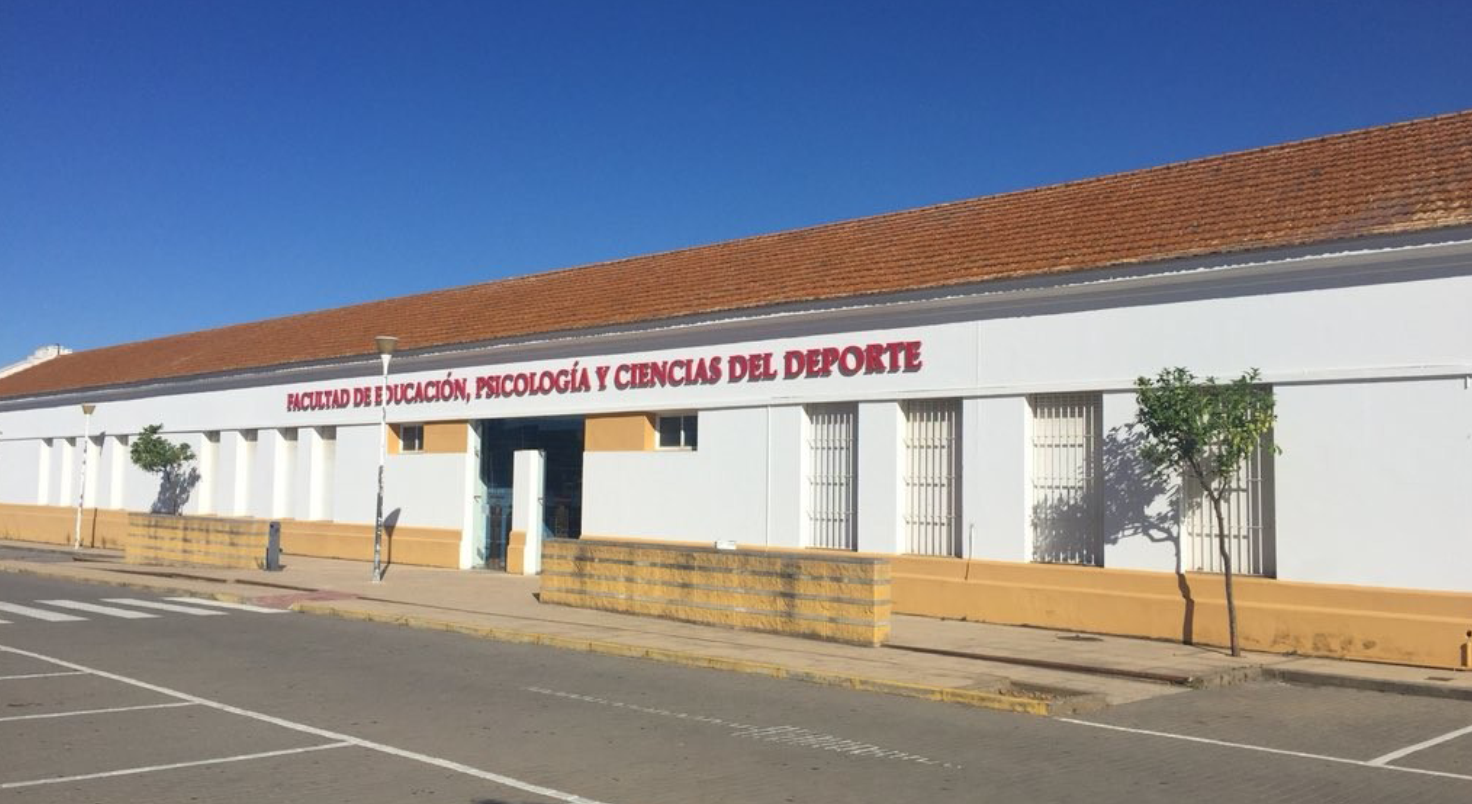 FACULTAD DE EDUCACIÓN, PSICOLOGÍA Y CIENCIAS DEL DEPORTE